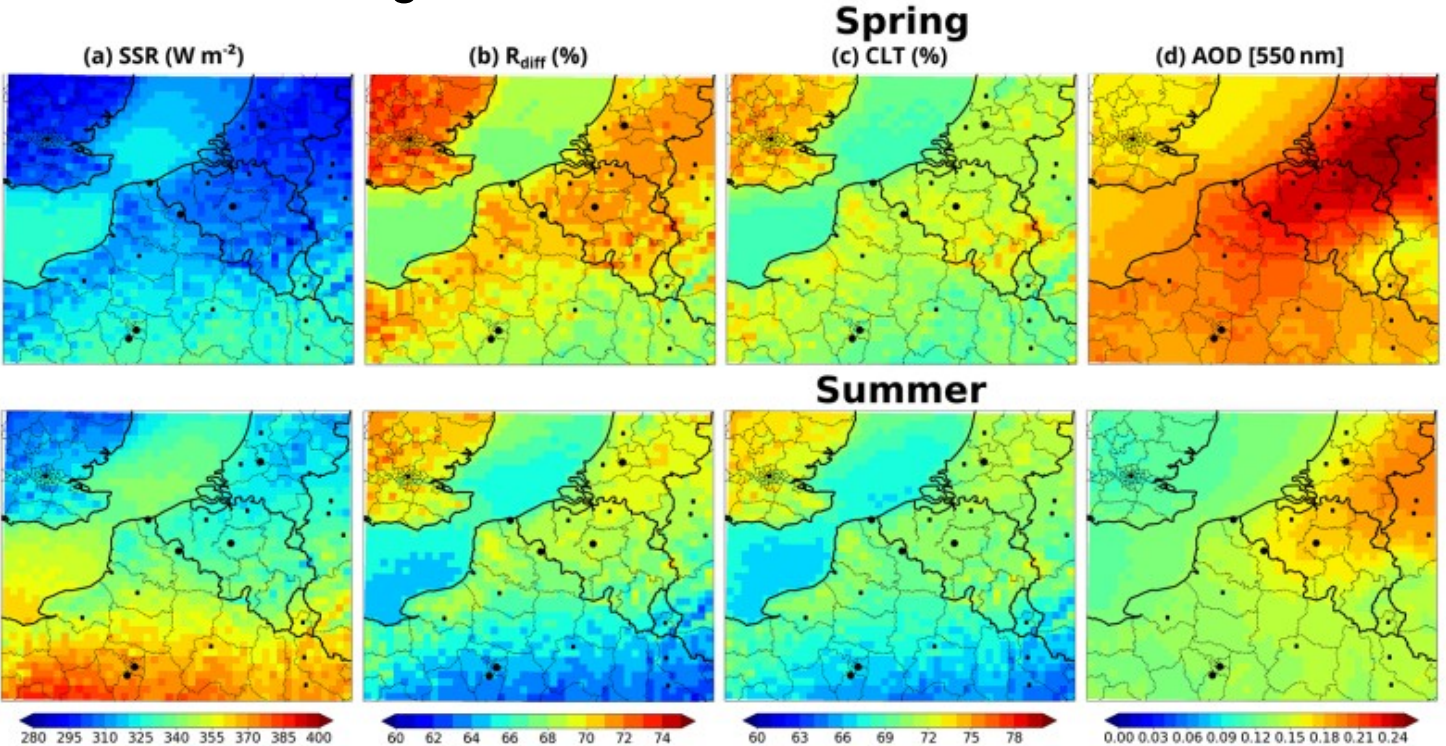 Spring
(a) SSR (W m⁻²) (b) R_diff (%) (c) CLT (%) (d) AOD [550 nm]
Summer
280 295 310 325 340 355 370 385 400 60 62 64 66 68 70 72 74 60 63 66 69 72 75 78 0.00 0.03 0.06 0.09 0.12 0.15 0.18 0.21 0.24